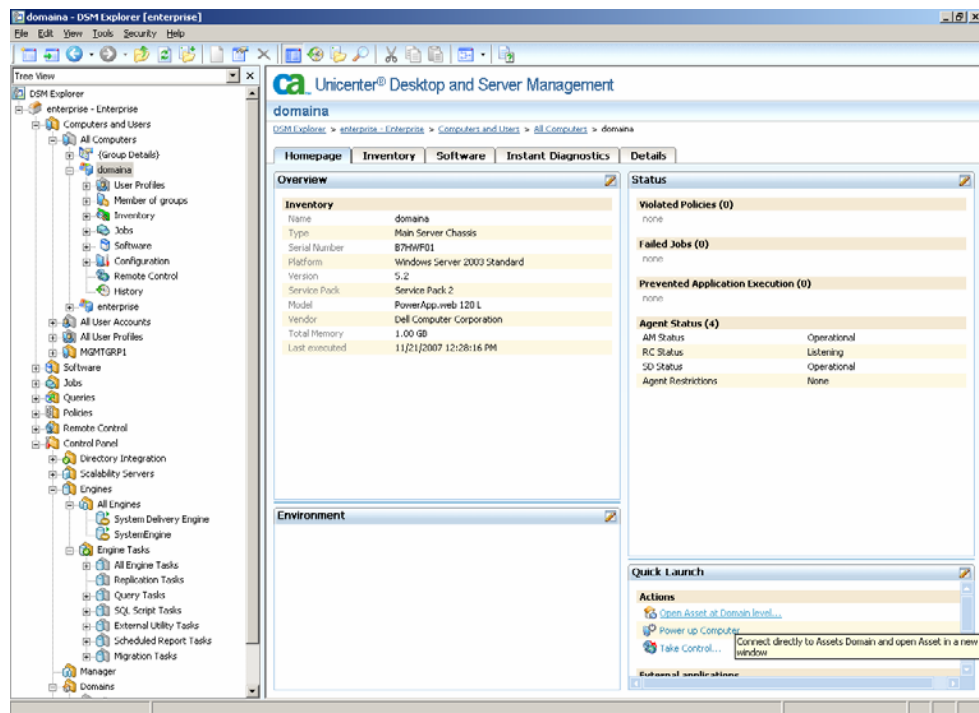 domaina - DSM Explorer [enterprise]
File Edit View Tools Security Help
Tree View
DSM Explorer
enterprise - Enterprise
Computers and Users
All Computers
{Group Details}
domaina
User Profiles
Member of groups
Inventory
Jobs
Software
Configuration
Remote Control
History
enterprise
All User Accounts
All User Profiles
MGMTGRP1
Software
Jobs
Queries
Policies
Remote Control
Control Panel
Directory Integration
Scalability Servers
Engines
All Engines
System Delivery Engine
SystemEngine
Engine Tasks
All Engine Tasks
Replication Tasks
Query Tasks
SQL Script Tasks
External Utility Tasks
Scheduled Report Tasks
Migration Tasks
Manager
Domains
ca Unicenter® Desktop and Server Management
domaina
DSM Explorer > enterprise - Enterprise > Computers and Users > All Computers > domaina
Homepage Inventory Software Instant Diagnostics Details
Overview
Inventory
Name domaina
Type Main Server Chassis
Serial Number B7HWF01
Platform Windows Server 2003 Standard
Version 5.2
Service Pack Service Pack 2
Model PowerApp.web 120 L
Vendor Dell Computer Corporation
Total Memory 1.00 GB
Last executed 11/21/2007 12:28:16 PM
Environment
Status
Violated Policies (0)
none
Failed Jobs (0)
none
Prevented Application Execution (0)
none
Agent Status (4)
AM Status Operational
RC Status Listening
SD Status Operational
Agent Restrictions None
Quick Launch
Actions
Open Asset at Domain level...
Power up Computer
Connect directly to Assets Domain and open Asset in a new window
Take Control...
External applications